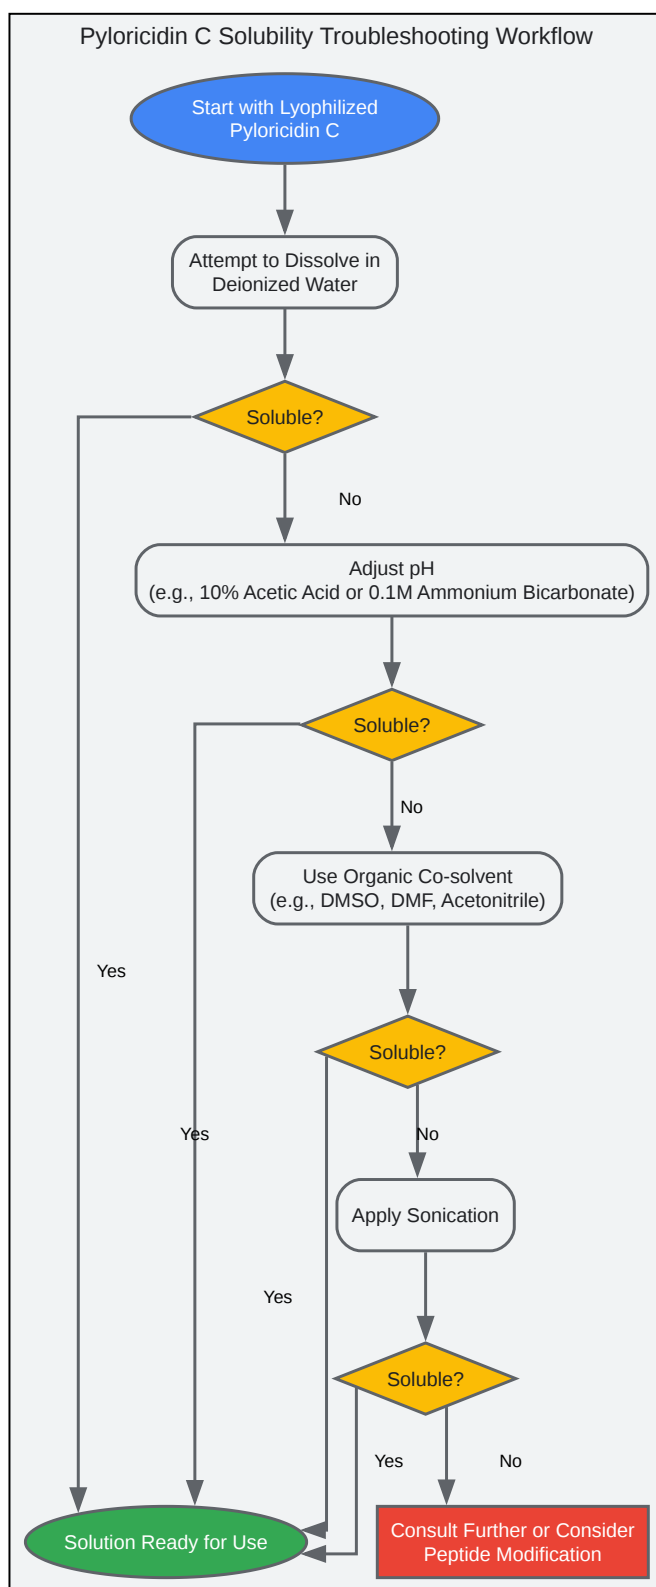 Pyloricidin C Solubility Troubleshooting Workflow
Start with Lyophilized
Pyloricidin C
Attempt to Dissolve in
Deionized Water
Soluble?
No
Adjust pH
(e.g., 10% Acetic Acid or 0.1M Ammonium Bicarbonate)
Soluble?
No
Use Organic Co-solvent
(e.g., DMSO, DMF, Acetonitrile)
Yes
Soluble?
Yes
No
Apply Sonication
Yes
Soluble?
Yes
No
Solution Ready for Use
Consult Further or Consider
Peptide Modification